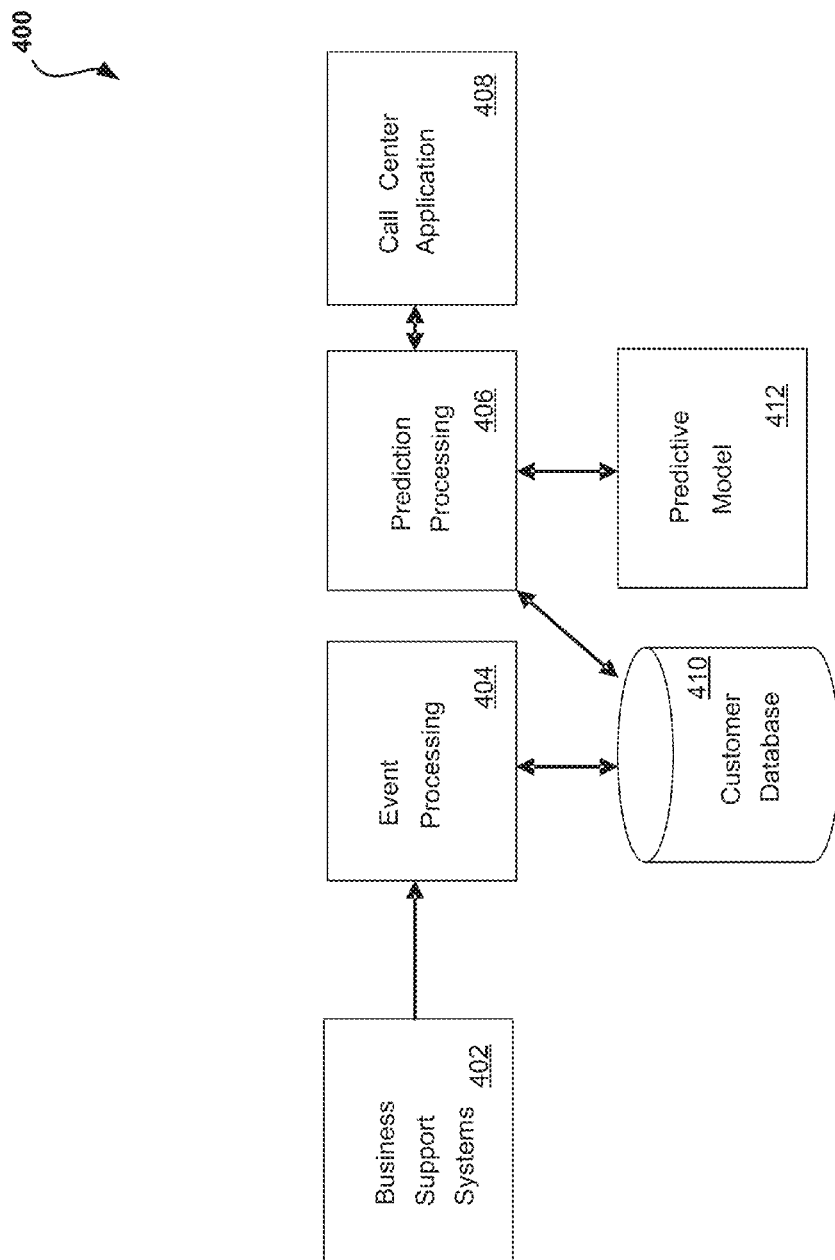 400
Business
Support
Systems
402
Event
Processing
404
Prediction
Processing
406
Call Center
Application
408
410
Customer
Database
Predictive
Model
412